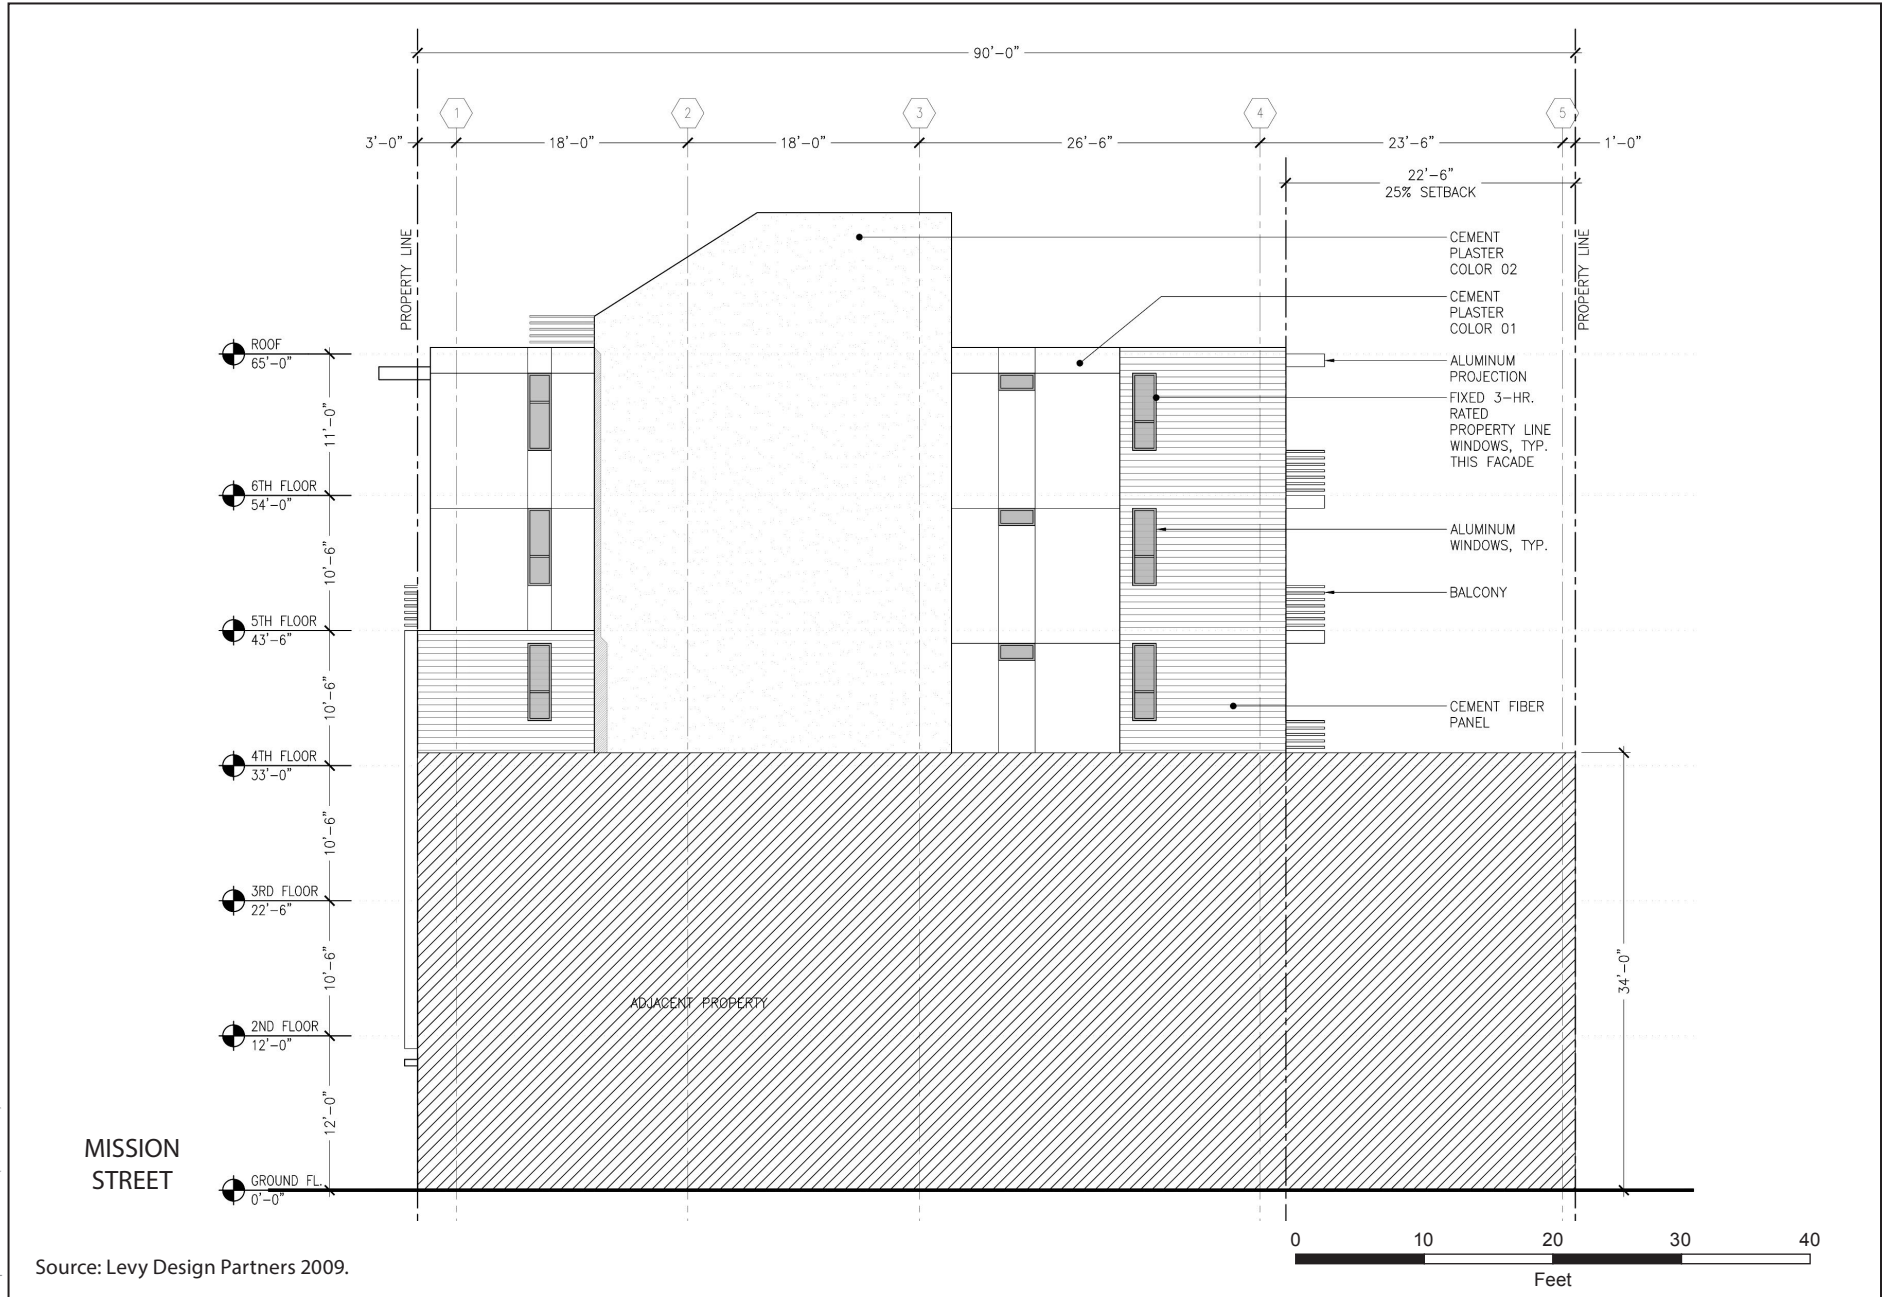 90'-0"
1
2
3
4
5
3'-0"
18'-0"
18'-0"
26'-6"
23'-6"
1'-0"
22'-6"
25% SETBACK
PROPERTY LINE
PROPERTY LINE
CEMENT
PLASTER
COLOR 02
CEMENT
PLASTER
COLOR 01
ALUMINUM
PROJECTION
FIXED 3-HR.
RATED
PROPERTY LINE
WINDOWS, TYP.
THIS FACADE
ALUMINUM
WINDOWS, TYP.
BALCONY
CEMENT FIBER
PANEL
ROOF
65'-0"
11'-0"
6TH FLOOR
54'-0"
10'-6"
5TH FLOOR
43'-6"
10'-6"
4TH FLOOR
33'-0"
10'-6"
3RD FLOOR
22'-6"
10'-6"
2ND FLOOR
12'-0"
12'-0"
GROUND FL.
0'-0"
ADJACENT PROPERTY
34'-0"
MISSION
STREET
0 10 20 30 40
Feet
Source: Levy Design Partners 2009.